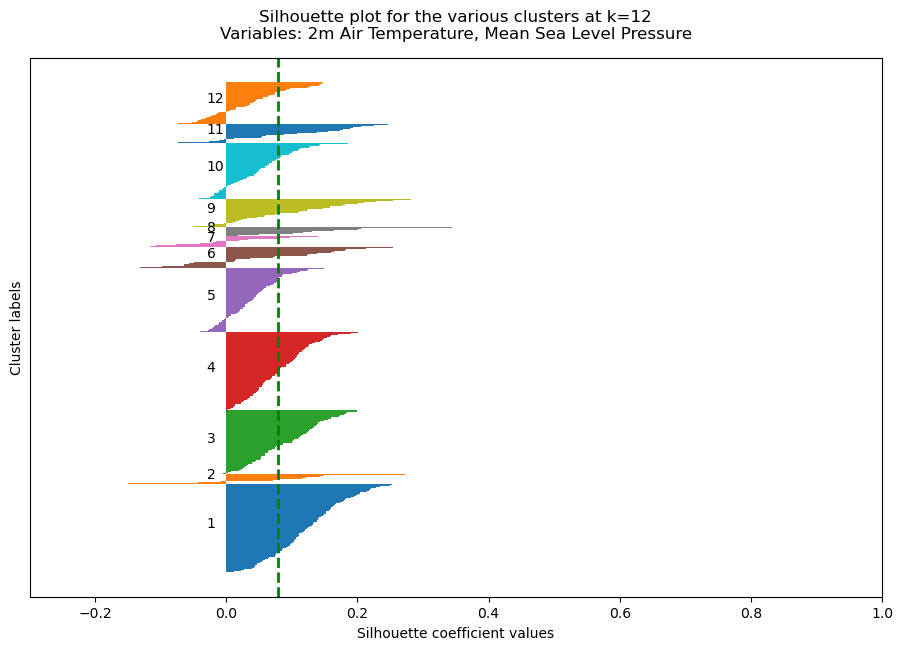 Silhouette plot for the various clusters at k=12
Variables: 2m Air Temperature, Mean Sea Level Pressure
12
11
10
9
8
7
6
5
4
3
2
1
Cluster labels
−0.2 0.0 0.2 0.4 0.6 0.8 1.0
Silhouette coefficient values